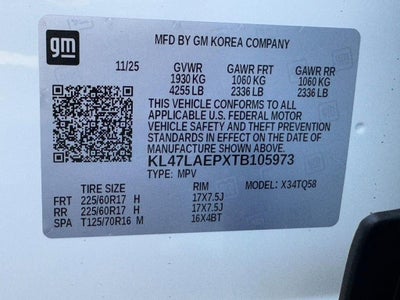 gm
MFD BY GM KOREA COMPANY
11/25 GVWR GAWR FRT GAWR RR
1930 KG 1060 KG 1060 KG
4255 LB 2336 LB 2336 LB
THIS VEHICLE CONFORMS TO ALL
APPLICABLE U.S. FEDERAL MOTOR
VEHICLE SAFETY STANDARDS IN
EFFECT ON THE DATE OF
MANUFACTURE SHOWN ABOVE.
KL47LAEPXTB105973
TYPE: MPV
TIRE SIZE RIM MODEL: X34TQ58
FRT 225/60R17 H 17X7.5J
RR 225/60R17 H 17X7.5J
SPA T125/70R16 M 16X4BT